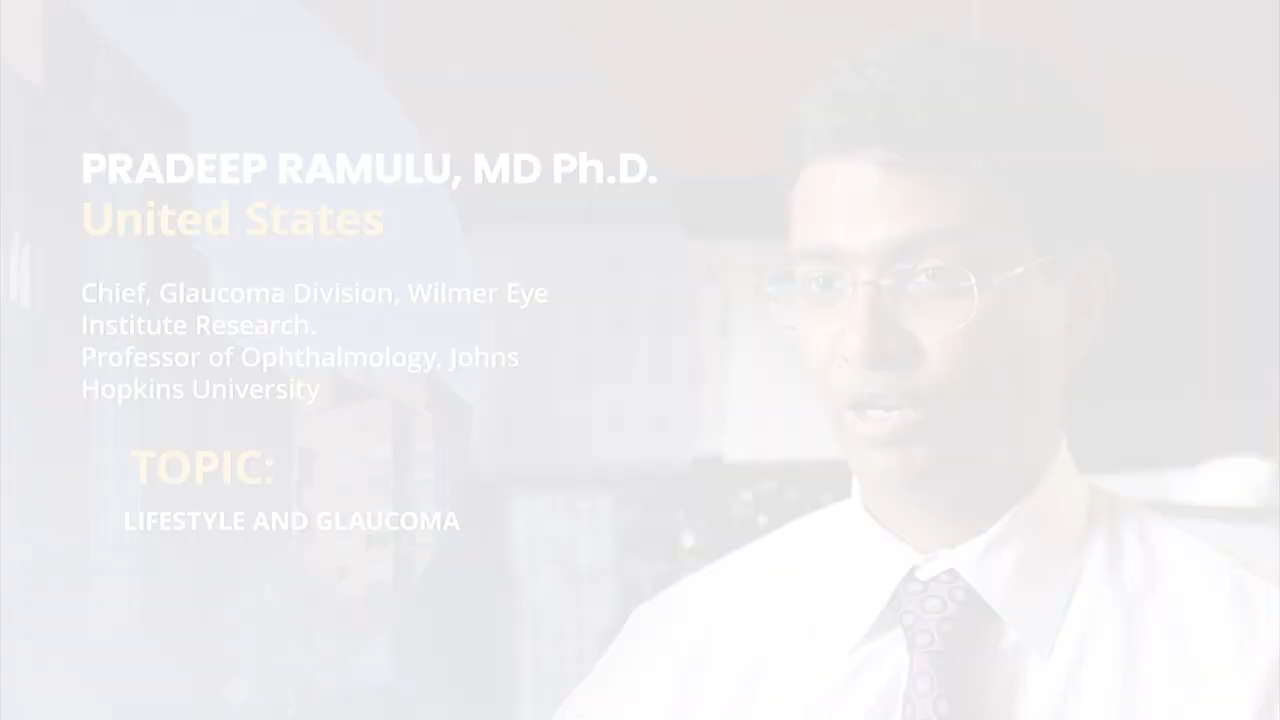 PRADEEP RAMULU, MD Ph.D.
United States
Chief, Glaucoma Division, Wilmer Eye
Institute Research.
Professor of Ophthalmology, Johns
Hopkins University
TOPIC:
LIFESTYLE AND GLAUCOMA